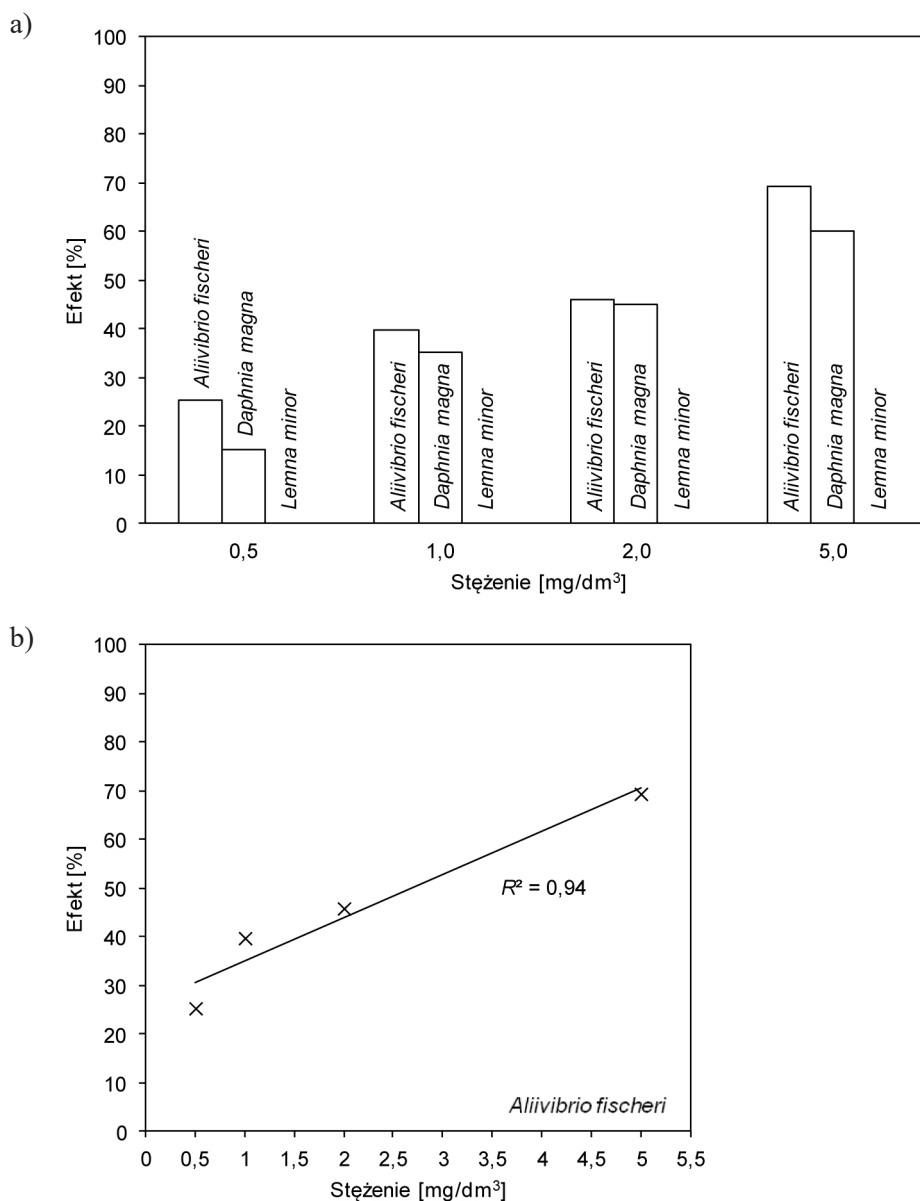 a)
100
90
80
70
60
50
40
30
20
10
0
Efekt [%]
Aliivibrio fischeri
Daphnia magna
Lemna minor
Aliivibrio fischeri
Daphnia magna
Lemna minor
Aliivibrio fischeri
Daphnia magna
Lemna minor
Aliivibrio fischeri
Daphnia magna
Lemna minor
0,5 1,0 2,0 5,0
Stężenie [mg/dm³]
b)
100
90
80
70
60
50
40
30
20
10
0
Efekt [%]
R² = 0,94
Aliivibrio fischeri
0 0,5 1 1,5 2 2,5 3 3,5 4 4,5 5 5,5
Stężenie [mg/dm³]